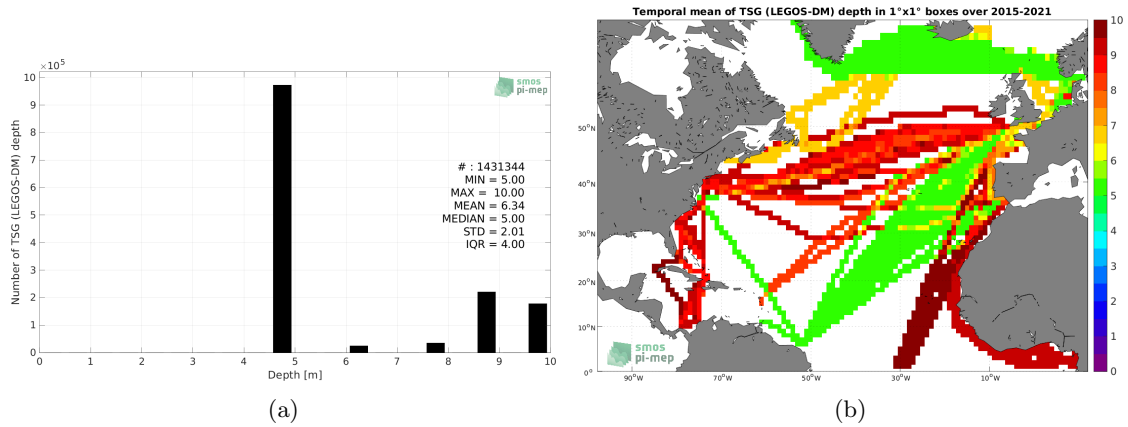 ×10⁵
10
9
8
7
6
5
4
3
2
1
0
Number of TSG (LEGOS-DM) depth
smos
pi-mep
# : 1431344
MIN = 5.00
MAX = 10.00
MEAN = 6.34
MEDIAN = 5.00
STD = 2.01
IQR = 4.00
smos
pi-mep
0 1 2 3 4 5 6 7 8 9 10
Depth [m]
(a)
Temporal mean of TSG (LEGOS-DM) depth in 1°x1° boxes over 2015-2021
50°N
40°N
30°N
20°N
10°N
0°
smos
pi-mep
90°W 70°W 50°W 30°W 10°W
10
9
8
7
6
5
4
3
2
1
0
(b)